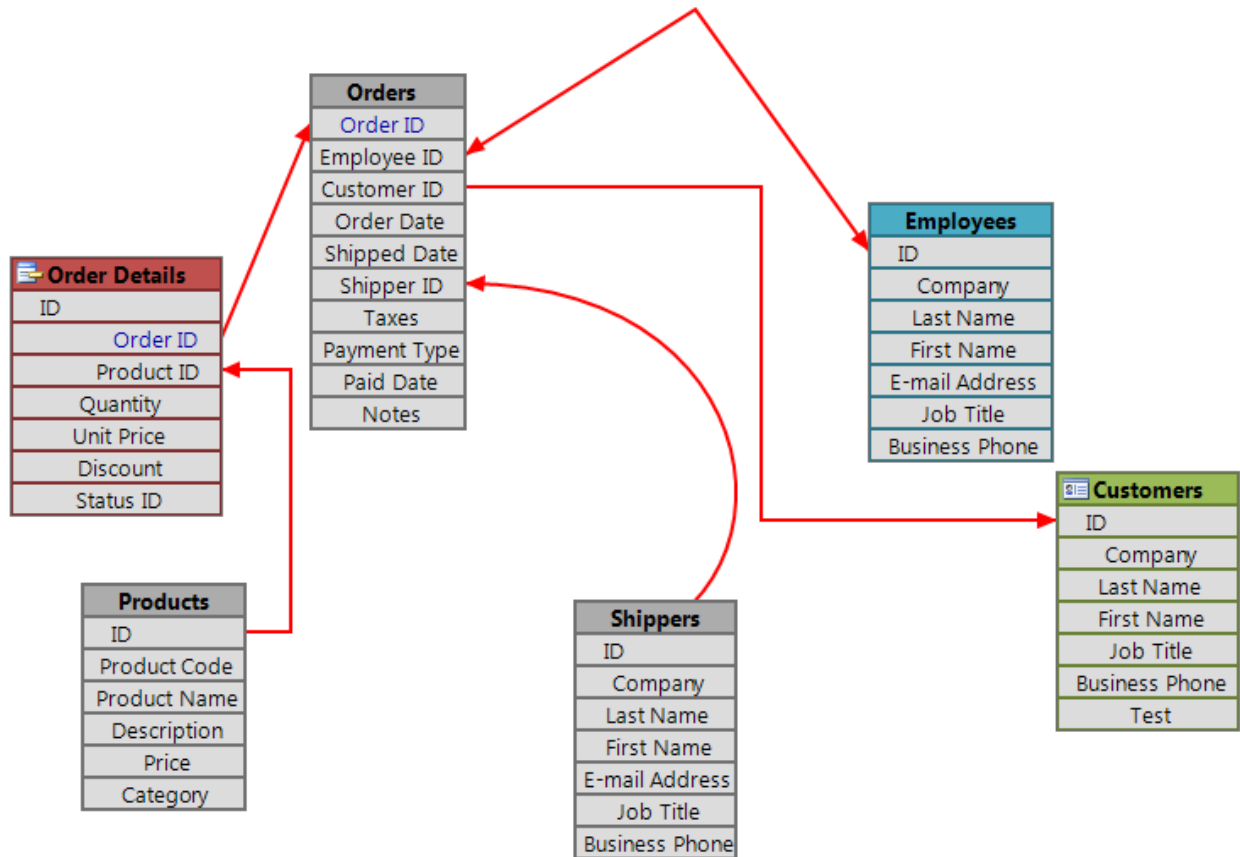 Orders
Order ID
Employee ID
Customer ID
Order Date
Shipped Date
Shipper ID
Taxes
Payment Type
Paid Date
Notes
Employees
ID
Company
Last Name
First Name
E-mail Address
Job Title
Business Phone
Order Details
ID
Order ID
Product ID
Quantity
Unit Price
Discount
Status ID
Customers
ID
Company
Last Name
First Name
Job Title
Business Phone
Test
Products
ID
Product Code
Product Name
Description
Price
Category
Shippers
ID
Company
Last Name
First Name
E-mail Address
Job Title
Business Phone